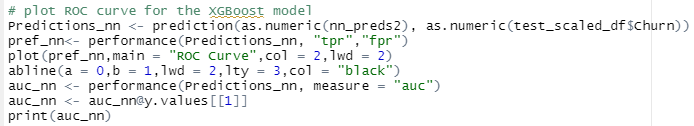 # plot ROC curve for the XGBoost model
Predictions_nn <- prediction(as.numeric(nn_preds2), as.numeric(test_scaled_df$Churn))
pref_nn<- performance(Predictions_nn, "tpr","fpr")
plot(pref_nn,main = "ROC Curve",col = 2,lwd = 2)
abline(a = 0,b = 1,lwd = 2,lty = 3,col = "black")
auc_nn <- performance(Predictions_nn, measure = "auc")
auc_nn <- auc_nn@y.values[[1]]
print(auc_nn)